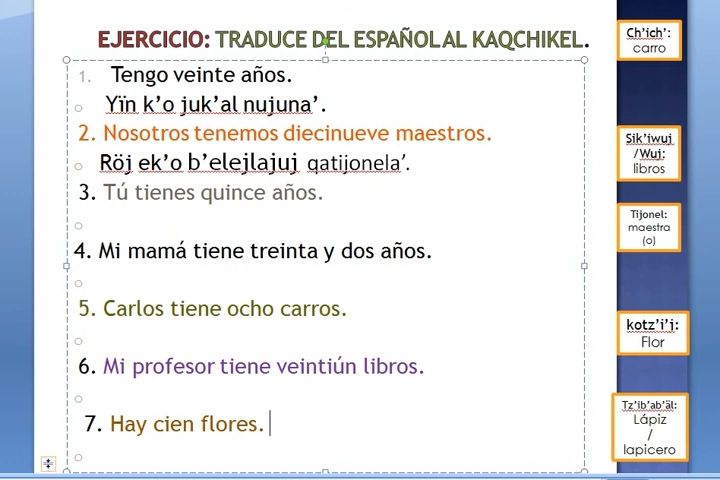 EJERCICIO: TRADUCE DEL ESPAÑOL AL KAQCHIKEL.
1. Tengo veinte años.
Yïn k’o juk’al nujuna’.
2. Nosotros tenemos diecinueve maestros.
Röj ek’o b’elejlajuj qatijonela’.
3. Tú tienes quince años.
4. Mi mamá tiene treinta y dos años.
5. Carlos tiene ocho carros.
6. Mi profesor tiene veintiún libros.
7. Hay cien flores.
Ch’ich’:
carro
Sik’iwuj
/Wuj:
libros
Tijonel:
maestra
(o)
kotz’i’j:
Flor
Tz’ib’ab’äl:
Lápiz
/
lapicero